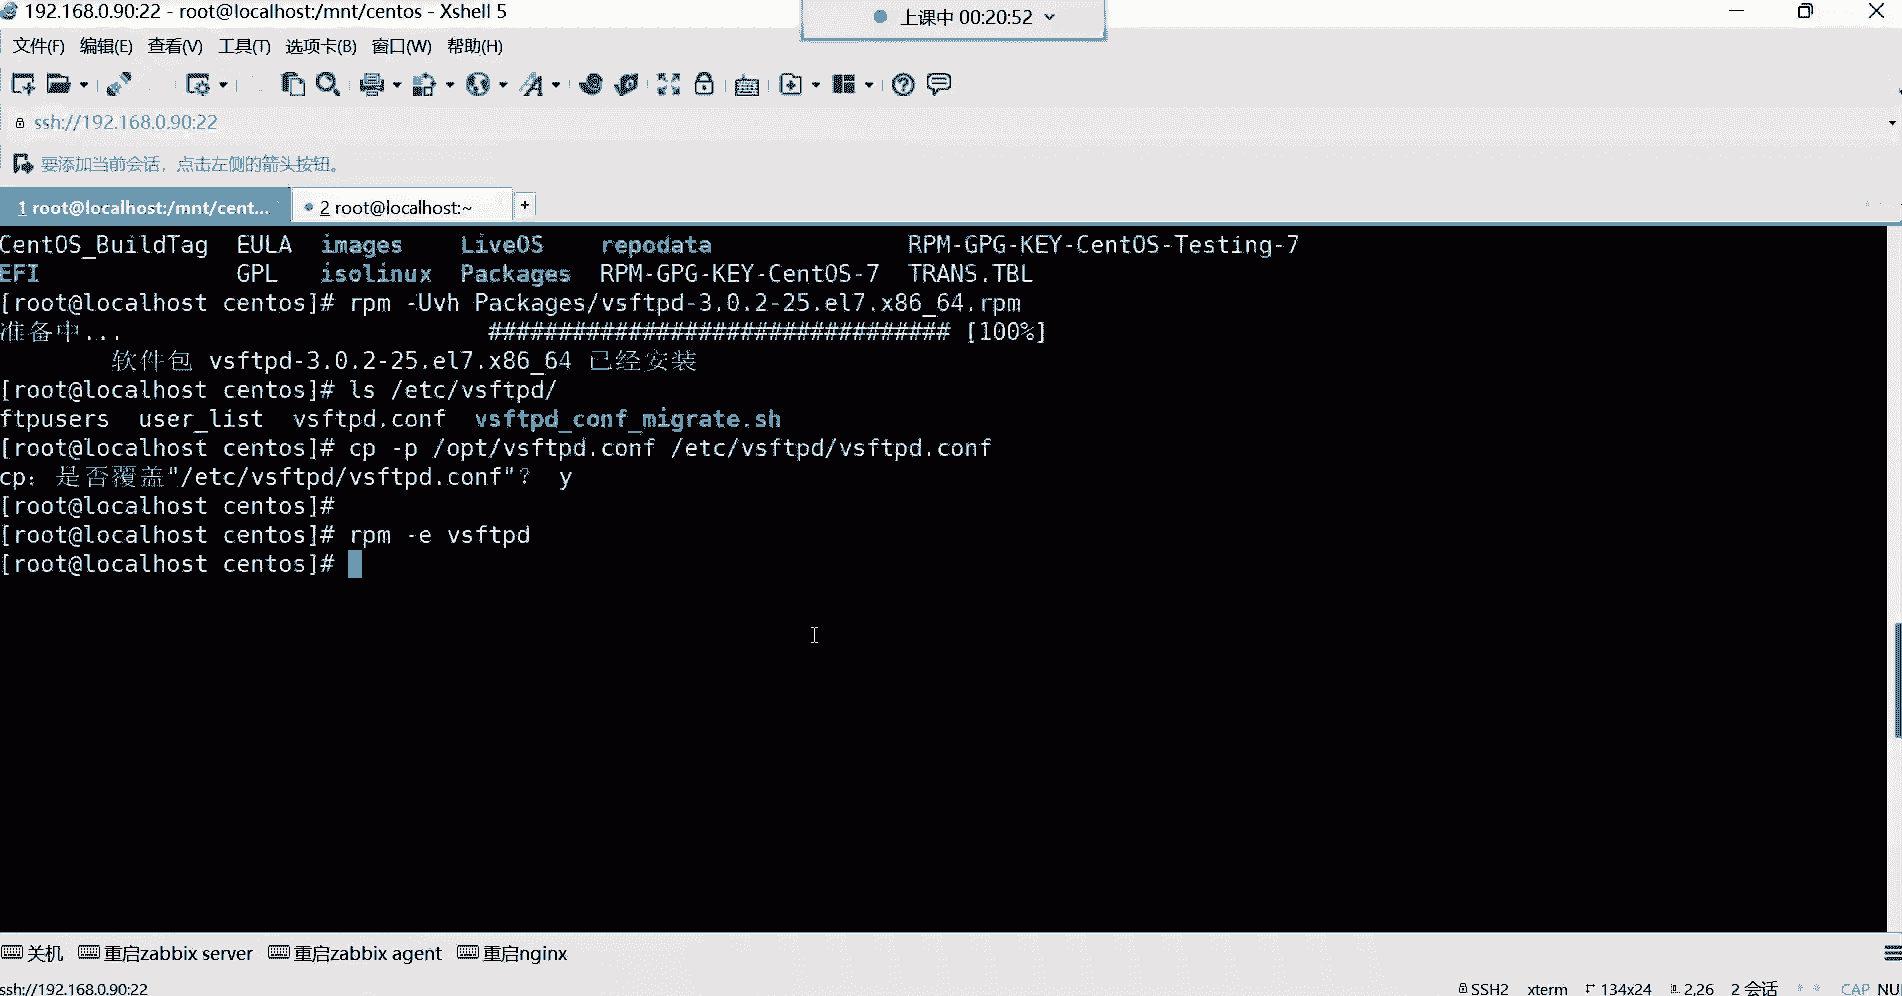 192.168.0.90:22 - root@localhost:/mnt/centos - Xshell 5
上课中 00:20:52
文件(F) 编辑(E) 查看(V) 工具(T) 选项卡(B) 窗口(W) 帮助(H)
ssh://192.168.0.90:22
要添加当前会话，点击左侧的箭头按钮。
1 root@localhost:/mnt/cent... 2 root@localhost:~ +
CentOS_BuildTag EULA images LiveOS repodata RPM-GPG-KEY-CentOS-Testing-7
EFI GPL isolinux Packages RPM-GPG-KEY-CentOS-7 TRANS.TBL
[root@localhost centos]# rpm -Uvh Packages/vsftpd-3.0.2-25.el7.x86_64.rpm
准备中... ################################# [100%]
软件包 vsftpd-3.0.2-25.el7.x86_64 已经安装
[root@localhost centos]# ls /etc/vsftpd/
ftpusers user_list vsftpd.conf vsftpd_conf_migrate.sh
[root@localhost centos]# cp -p /opt/vsftpd.conf /etc/vsftpd/vsftpd.conf
cp：是否覆盖"/etc/vsftpd/vsftpd.conf"？ y
[root@localhost centos]#
[root@localhost centos]# rpm -e vsftpd
[root@localhost centos]#
关机 重启zabbix server 重启zabbix agent 重启nginx
ssh://192.168.0.90:22 SSH2 xterm 134x24 2,26 2 会话 CAP NU